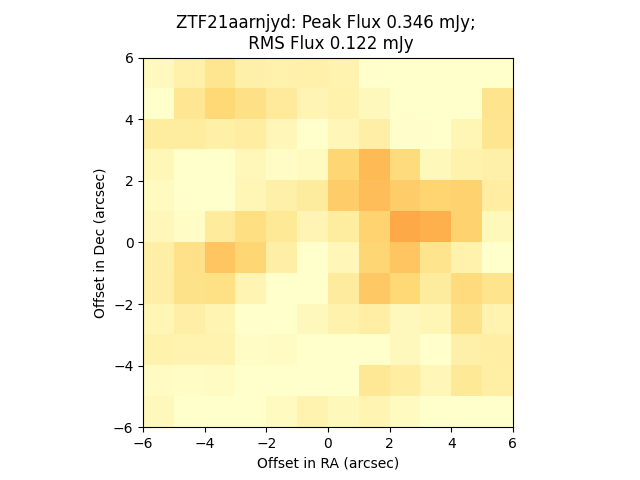 ZTF21aarnjyd: Peak Flux 0.346 mJy;
RMS Flux 0.122 mJy
6
4
2
0
−2
−4
−6
Offset in Dec (arcsec)
−6 −4 −2 0 2 4 6
Offset in RA (arcsec)